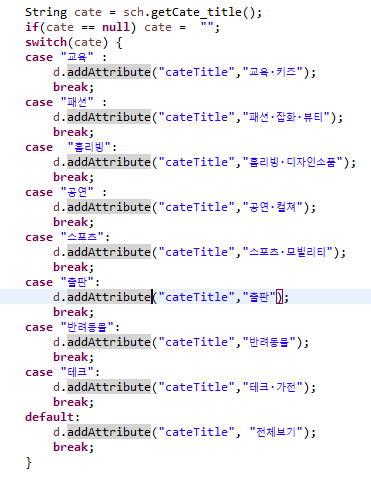 String cate = sch.getCate_title();
if(cate == null) cate =  "";
switch(cate) {
case "교육" :
    d.addAttribute("cateTitle","교육·키즈");
    break;
case "패션" :
    d.addAttribute("cateTitle","패션·잡화·뷰티");
    break;
case  "홈리빙":
    d.addAttribute("cateTitle","홈리빙·디자인소품");
    break;
case "공연" :
    d.addAttribute("cateTitle","공연·컬쳐");
    break;
case "스포츠":
    d.addAttribute("cateTitle","스포츠·모빌리티");
    break;
case "출판":
    d.addAttribute("cateTitle","출판");
    break;
case "반려동물":
    d.addAttribute("cateTitle","반려동물");
    break;
case "테크":
    d.addAttribute("cateTitle","테크·가전");
    break;
default:
    d.addAttribute("cateTitle", "전체보기");
    break;
}